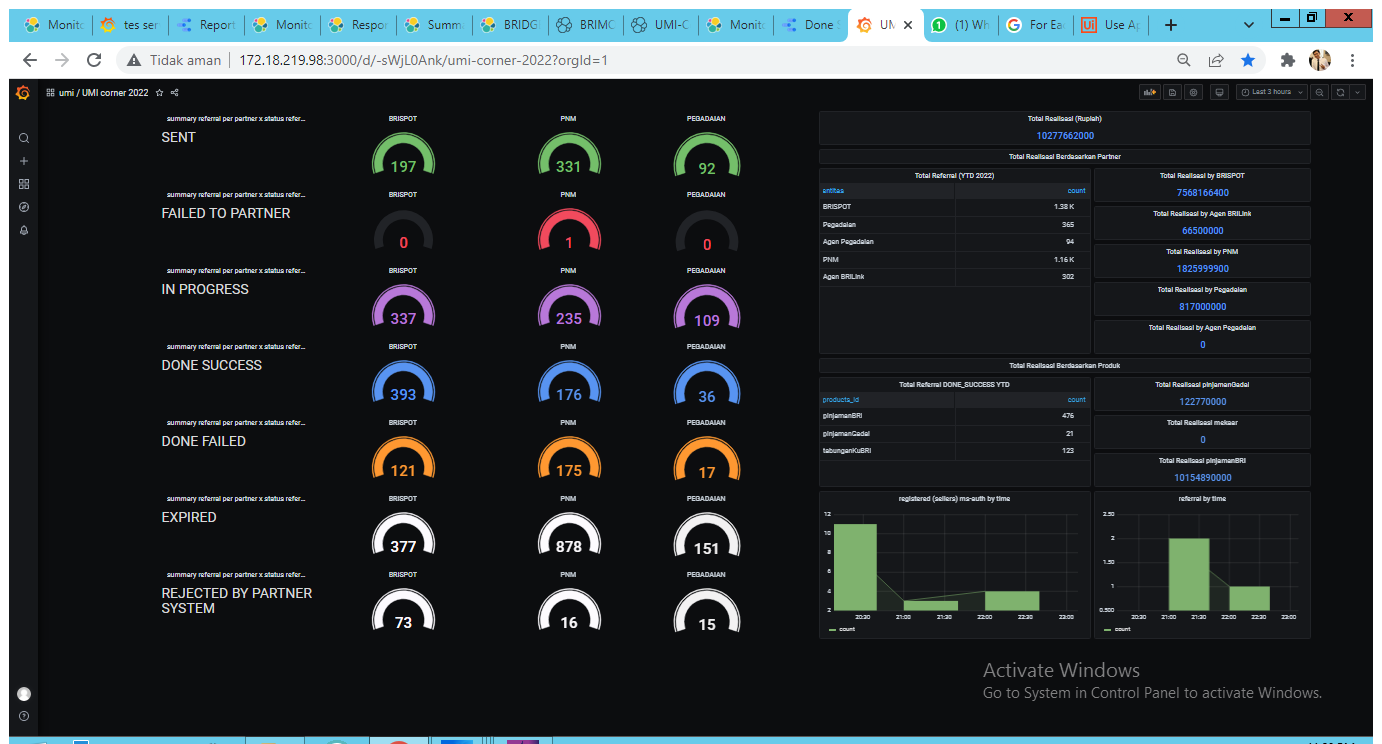 Monito
tes ser
Report
Monito
Respor
Summa
BRIDG
BRIMO
UMI-C
Monito
Done S
UM
(1) Wh
For Ea
Use Ap
Tidak aman
172.18.219.98:3000/d/-sWjL0Ank/umi-corner-2022?orgId=1
umi / UMI corner 2022
Last 3 hours
summary referral per partner x status refer... BRISPOT PNM PEGADAIAN
SENT
197 331 92
summary referral per partner x status refer... BRISPOT PNM PEGADAIAN
FAILED TO PARTNER
0 1 0
summary referral per partner x status refer... BRISPOT PNM PEGADAIAN
IN PROGRESS
337 235 109
summary referral per partner x status refer... BRISPOT PNM PEGADAIAN
DONE SUCCESS
393 176 36
summary referral per partner x status refer... BRISPOT PNM PEGADAIAN
DONE FAILED
121 175 17
summary referral per partner x status refer... BRISPOT PNM PEGADAIAN
EXPIRED
377 878 151
summary referral per partner x status refer... BRISPOT PNM PEGADAIAN
REJECTED BY PARTNER
SYSTEM
73 16 15
Total Realisasi (Rupiah)
10277662000
Total Realisasi Berdasarkan Partner
Total Referral (YTD 2022)
entitas count
BRISPOT 1.38 K
Pegadaian 365
Agen Pegadaian 94
PNM 1.16 K
Agen BRILink 302
Total Realisasi by BRISPOT
7568166400
Total Realisasi by Agen BRILink
66500000
Total Realisasi by PNM
1825999900
Total Realisasi by Pegadaian
817000000
Total Realisasi by Agen Pegadaian
0
Total Realisasi Berdasarkan Produk
Total Referral DONE_SUCCESS YTD
products_id count
pinjamanBRI 476
pinjamanGadai 21
tabunganKuBRI 123
Total Realisasi pinjamanGadai
122770000
Total Realisasi mekaar
0
Total Realisasi pinjamanBRI
10154890000
registered (sellers) ms-auth by time
12
10
8
6
4
2
20:30 21:00 21:30 22:00 22:30 23:00
count
referral by time
2.50
2
1.50
1
0.500
20:30 21:00 21:30 22:00 22:30 23:00
count
Activate Windows
Go to System in Control Panel to activate Windows.